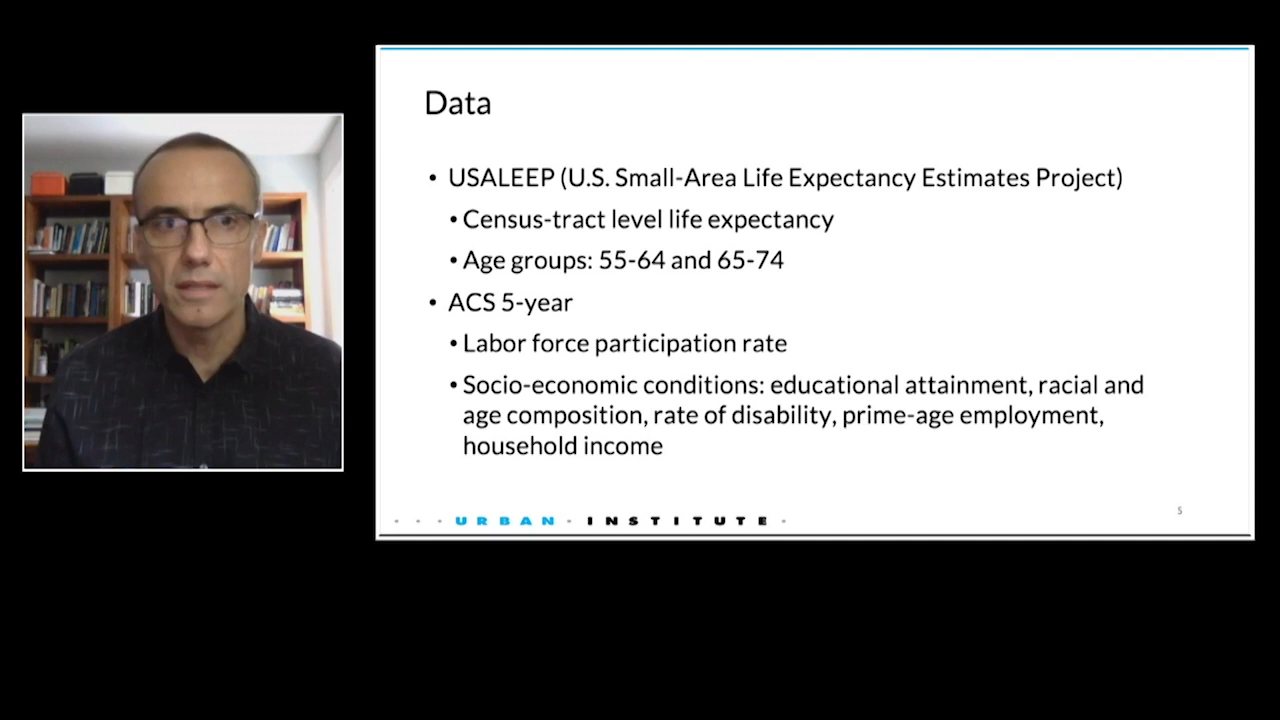 Data
• USALEEP (U.S. Small-Area Life Expectancy Estimates Project)
• Census-tract level life expectancy
• Age groups: 55-64 and 65-74
• ACS 5-year
• Labor force participation rate
• Socio-economic conditions: educational attainment, racial and
age composition, rate of disability, prime-age employment,
household income
URBAN · INSTITUTE
5